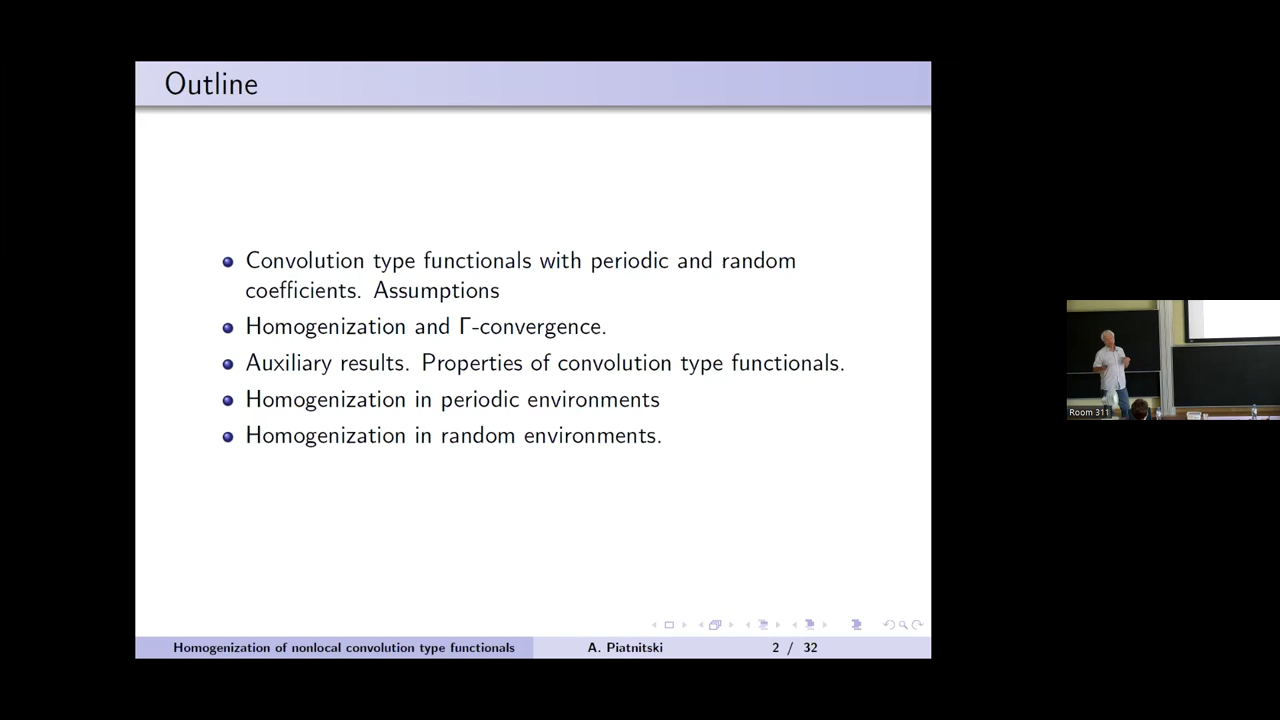 Outline
Convolution type functionals with periodic and random
coefficients. Assumptions
Homogenization and Γ-convergence.
Auxiliary results. Properties of convolution type functionals.
Homogenization in periodic environments
Homogenization in random environments.
Homogenization of nonlocal convolution type functionals
A. Piatnitski
2 / 32
Room 311